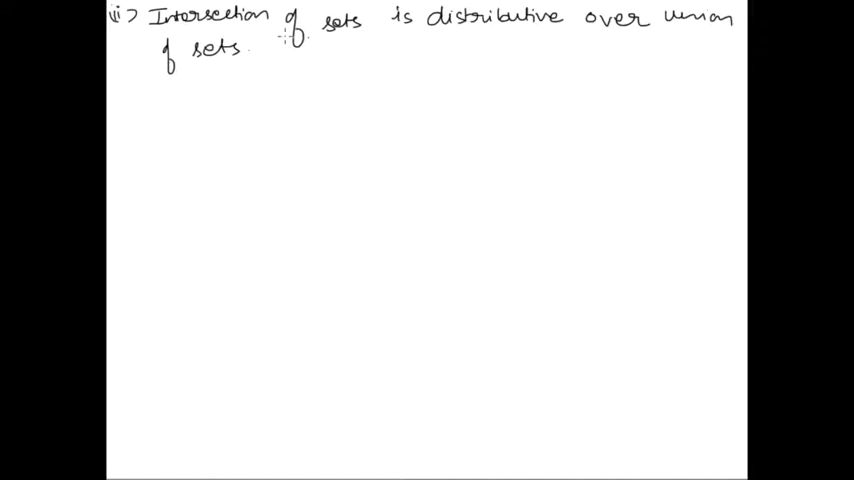 ii) Intersection of sets is distributive over union
of sets.